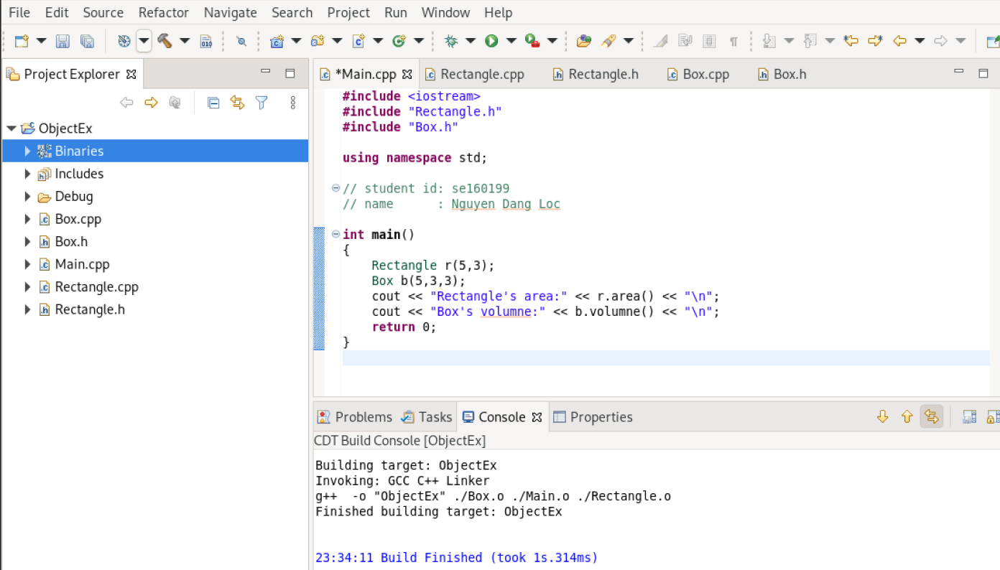 File Edit Source Refactor Navigate Search Project Run Window Help
010
Project Explorer
ObjectEx
Binaries
Includes
Debug
Box.cpp
Box.h
Main.cpp
Rectangle.cpp
Rectangle.h
*Main.cpp Rectangle.cpp Rectangle.h Box.cpp Box.h
#include <iostream>
#include "Rectangle.h"
#include "Box.h"
using namespace std;
// student id: se160199
// name      : Nguyen Dang Loc
int main()
{
    Rectangle r(5,3);
    Box b(5,3,3);
    cout << "Rectangle's area:" << r.area() << "\n";
    cout << "Box's volumne:" << b.volumne() << "\n";
    return 0;
}
Problems Tasks Console Properties
CDT Build Console [ObjectEx]
Building target: ObjectEx
Invoking: GCC C++ Linker
g++  -o "ObjectEx" ./Box.o ./Main.o ./Rectangle.o
Finished building target: ObjectEx
23:34:11 Build Finished (took 1s.314ms)